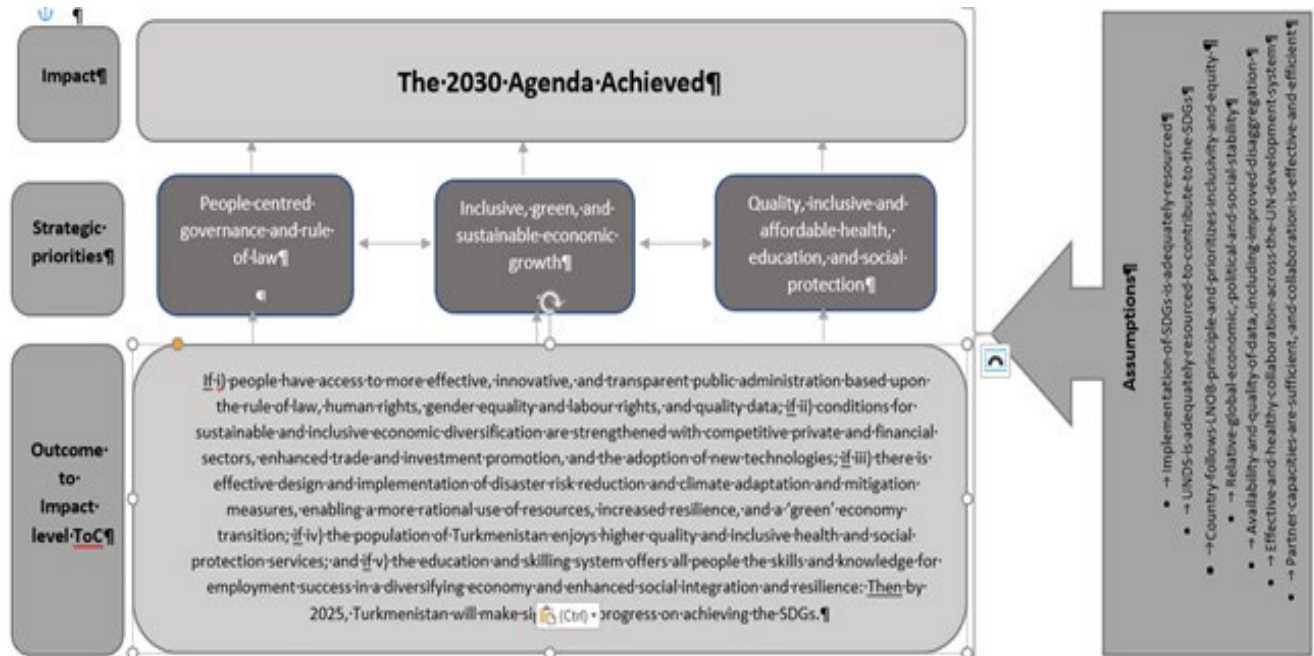 ¶
Impact¶
The 2030 Agenda Achieved¶
Strategic
priorities¶
People centred
governance and rule
of law¶
¶
Inclusive, green, and
sustainable economic
growth¶
Quality, inclusive and
affordable health,
education, and social
protection¶
Outcome
to
Impact
level ToC¶
If i) people have access to more effective, innovative, and transparent public administration based upon
the rule of law, human rights, gender equality and labour rights, and quality data; if ii) conditions for
sustainable and inclusive economic diversification are strengthened with competitive private and financial
sectors, enhanced trade and investment promotion, and the adoption of new technologies; if iii) there is
effective design and implementation of disaster risk reduction and climate adaptation and mitigation
measures, enabling a more rational use of resources, increased resilience, and a ‘green’ economy
transition; if iv) the population of Turkmenistan enjoys higher quality and inclusive health and social
protection services; and if v) the education and skilling system offers all people the skills and knowledge for
employment success in a diversifying economy and enhanced social integration and resilience: Then by
2025, Turkmenistan will make (Ctrl) progress on achieving the SDGs.¶
Assumptions¶
• → Implementation of SDGs is adequately resourced¶
• → UNDS is adequately resourced to contribute to the SDGs¶
• → Country follows LNOB principle and prioritizes inclusivity and equity¶
• → Relative global economic, political and social stability¶
• → Availability and quality of data, including improved disaggregation¶
• → Effective and healthy collaboration across the UN development system¶
• → Partner capacities are sufficient, and collaboration is effective and efficient¶